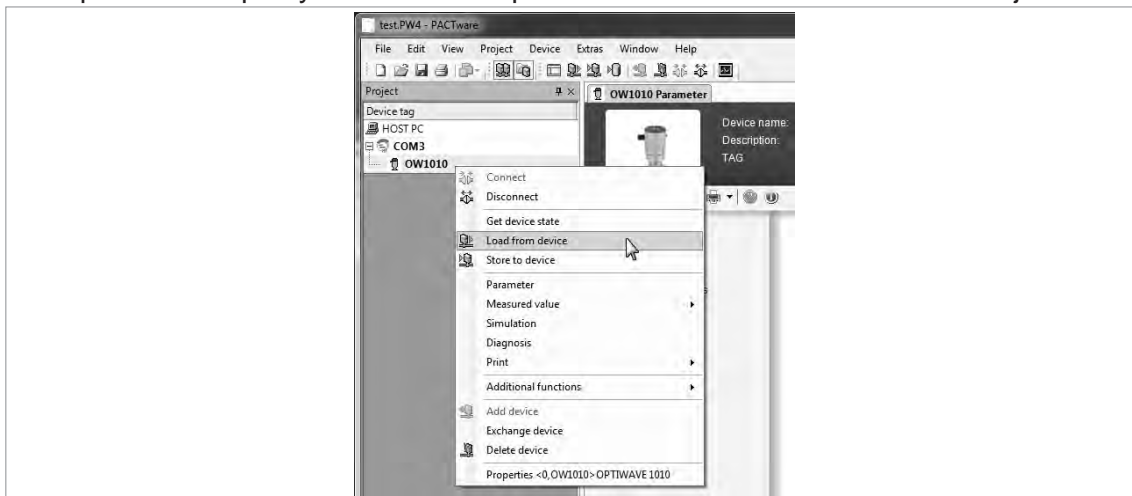 test.PW4 - PACTware
File Edit View Project Device Extras Window Help
Project
OW1010 Parameter
Device tag
HOST PC
COM3
OW1010
Device name:
Description:
TAG
Connect
Disconnect
Get device state
Load from device
Store to device
Parameter
Measured value
Simulation
Diagnosis
Print
Additional functions
Add device
Exchange device
Delete device
Properties <0,OW1010> OPTIWAVE 1010